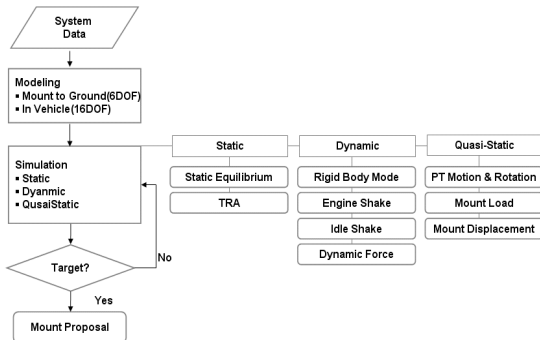 System
Data
Modeling
▪ Mount to Ground(6DOF)
▪ In Vehicle(16DOF)
Simulation
▪ Static
▪ Dyanmic
▪ QusaiStatic
Static
Dynamic
Quasi-Static
Static Equilibrium
Rigid Body Mode
PT Motion & Rotation
TRA
Engine Shake
Mount Load
Idle Shake
Mount Displacement
Dynamic Force
Target?
No
Yes
Mount Proposal